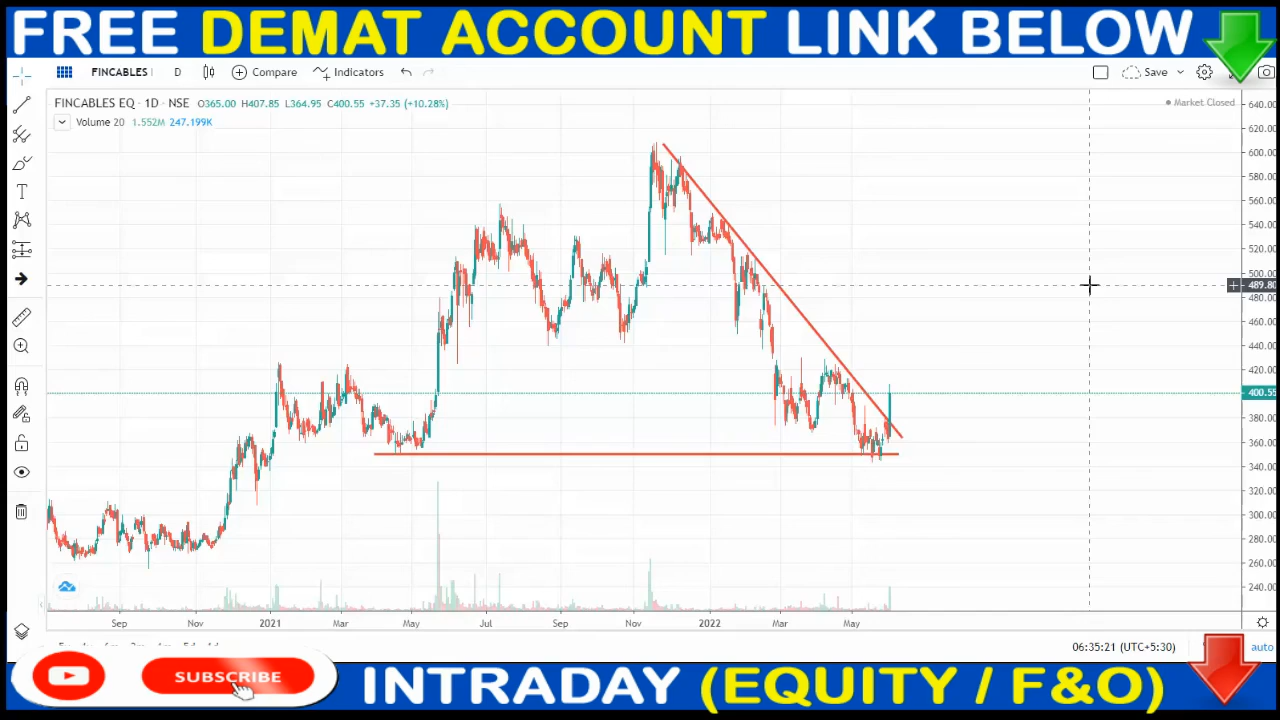 FREE DEMAT ACCOUNT LINK BELOW
FINCABLES D Compare Indicators Save
FINCABLES EQ · 1D · NSE O365.00 H407.85 L364.95 C400.55 +37.35 (+10.28%)
Market Closed
Volume 20 1.552M 247.199K
640.00
620.00
600.00
580.00
560.00
540.00
520.00
500.00
489.80
480.00
460.00
440.00
420.00
400.55
380.00
360.00
340.00
320.00
300.00
280.00
260.00
240.00
Sep Nov 2021 Mar May Jul Sep Nov 2022 Mar May
06:35:21 (UTC+5:30) auto
SUBSCRIBE
INTRADAY (EQUITY / F&O)